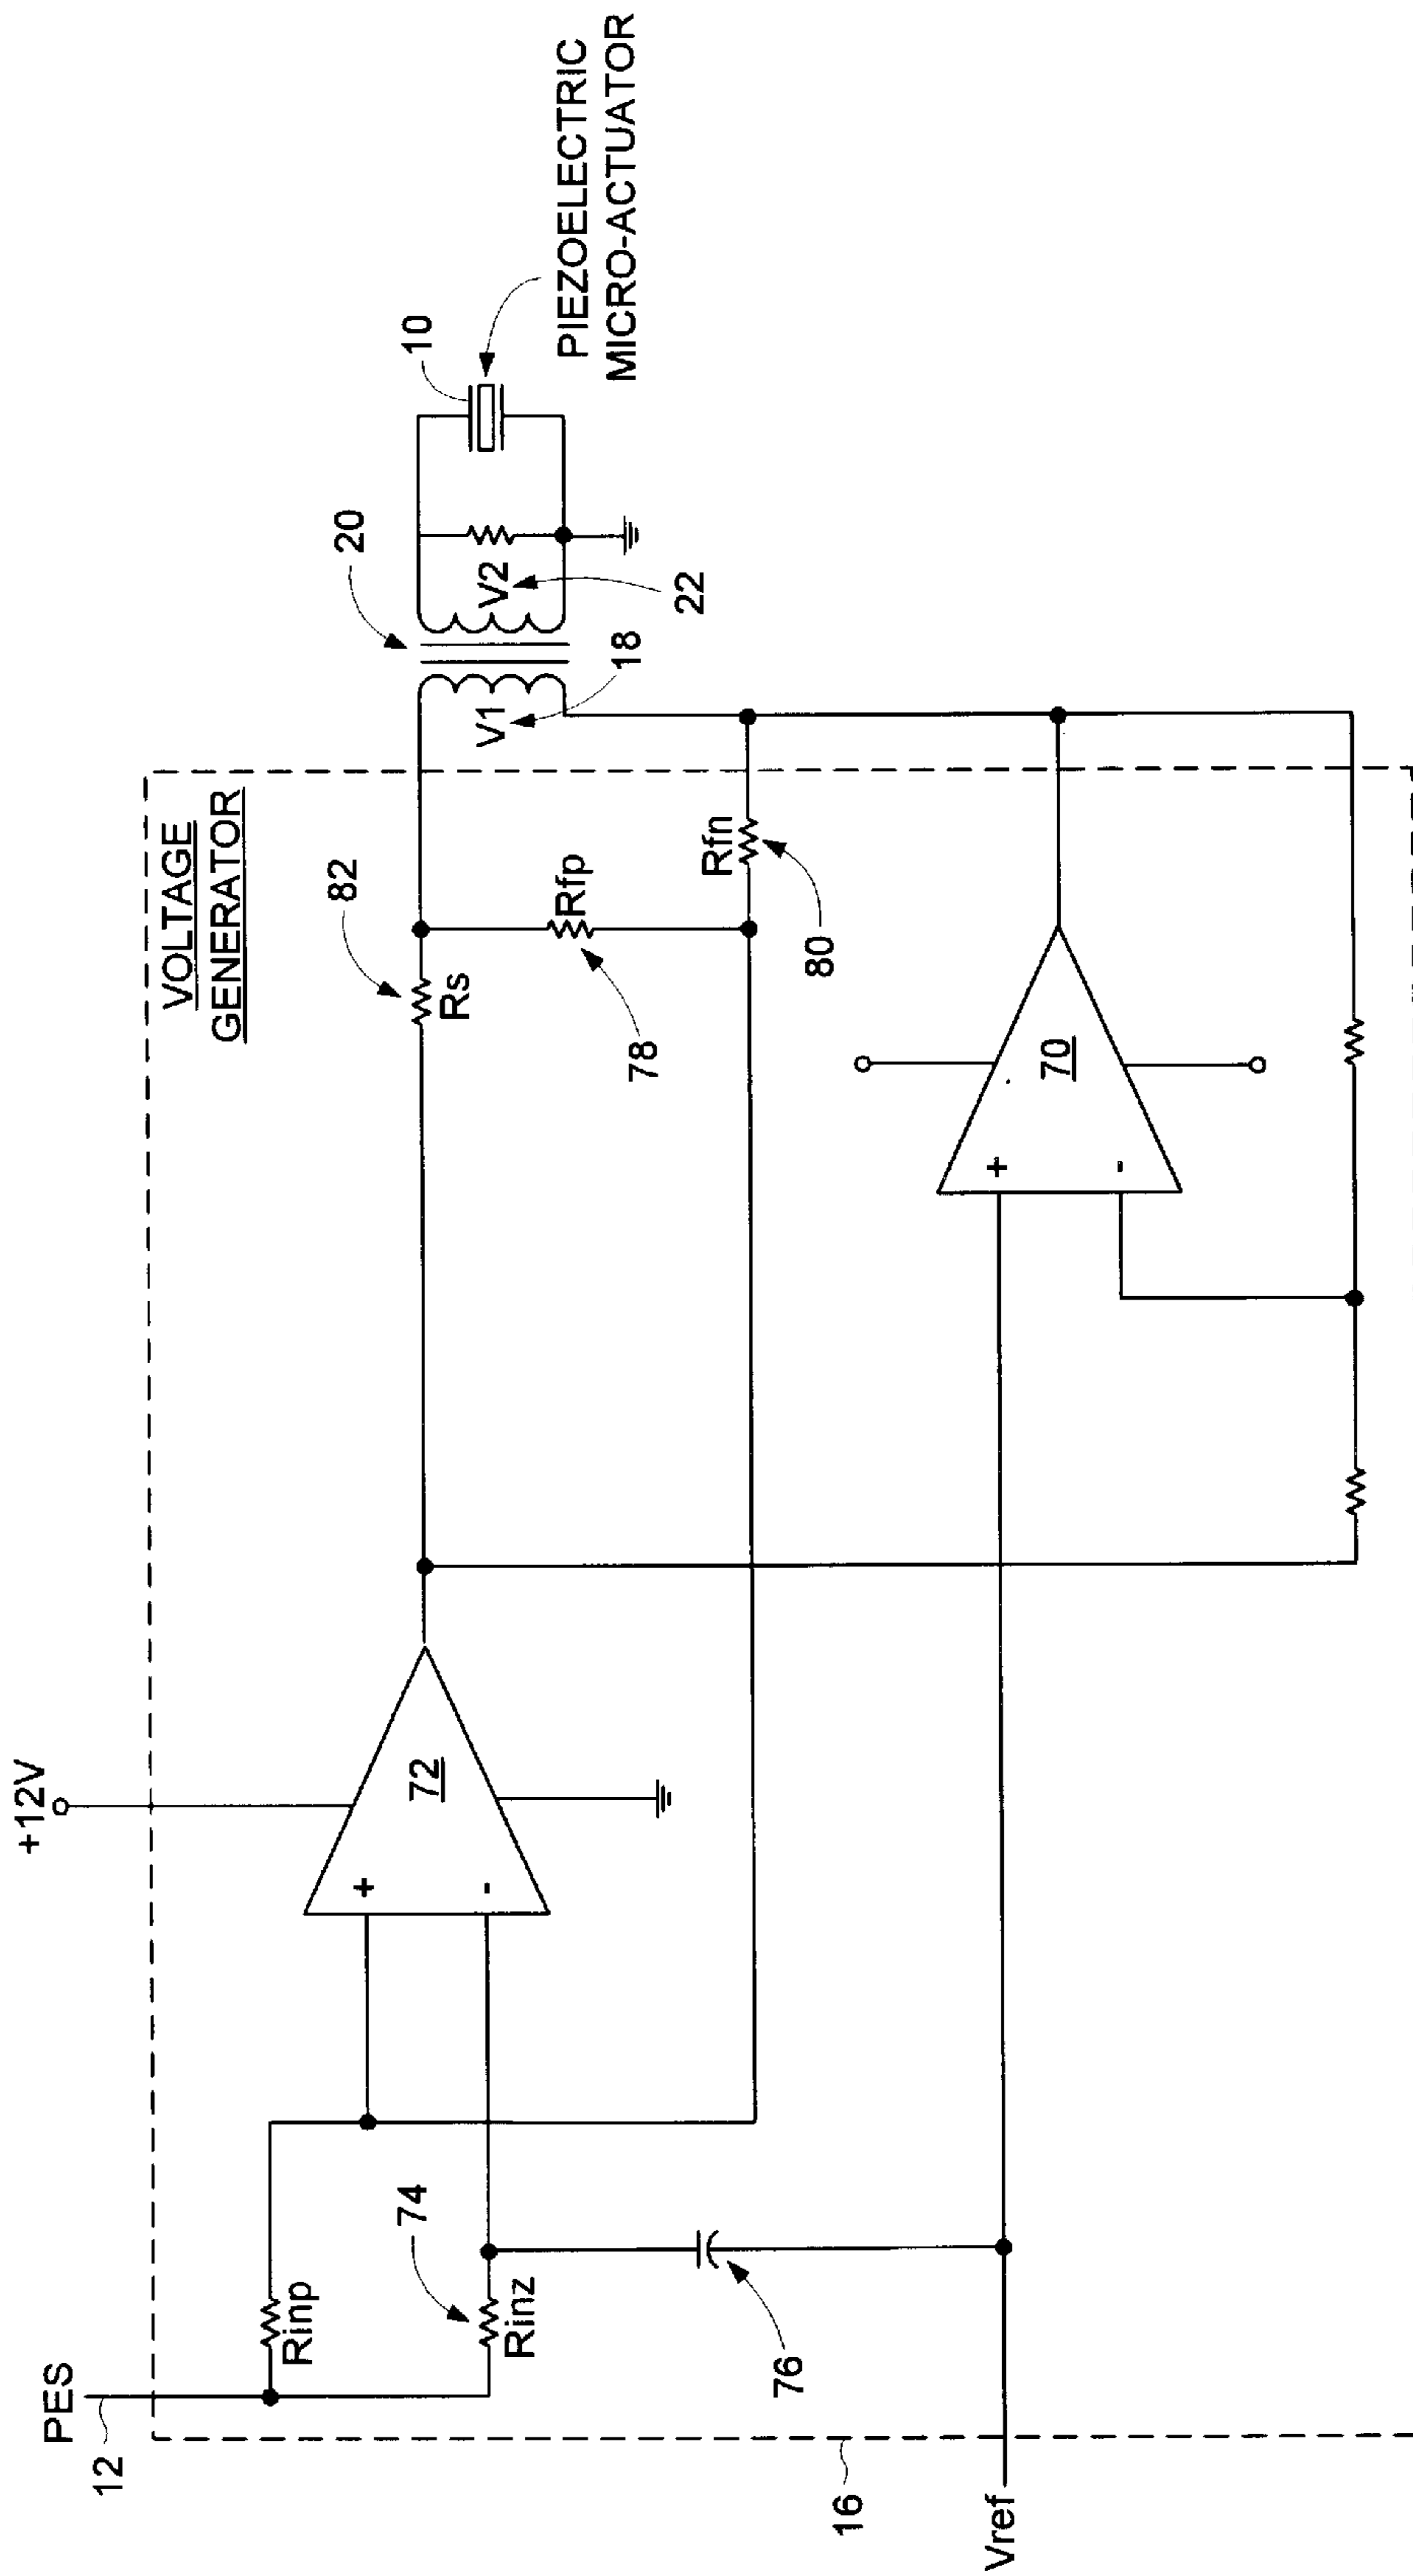 +12V
PES
12
VOLTAGE
GENERATOR
Rinp
74
Rinz
+
-
72
82
Rs
20
10
V1
V2
18
22
PIEZOELECTRIC
MICRO-ACTUATOR
Rfp
78
Rfn
80
76
16
Vref
+
-
70